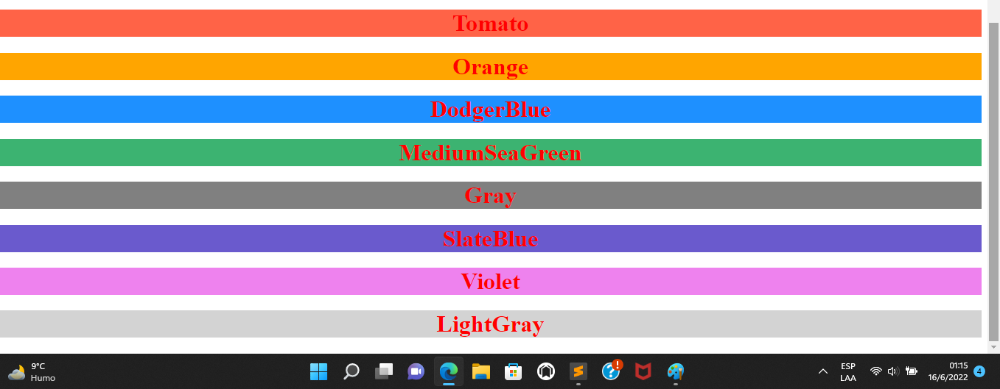 Tomato
Orange
DodgerBlue
MediumSeaGreen
Gray
SlateBlue
Violet
LightGray
9°C
Humo
ESP
LAA
01:15
16/6/2022
4